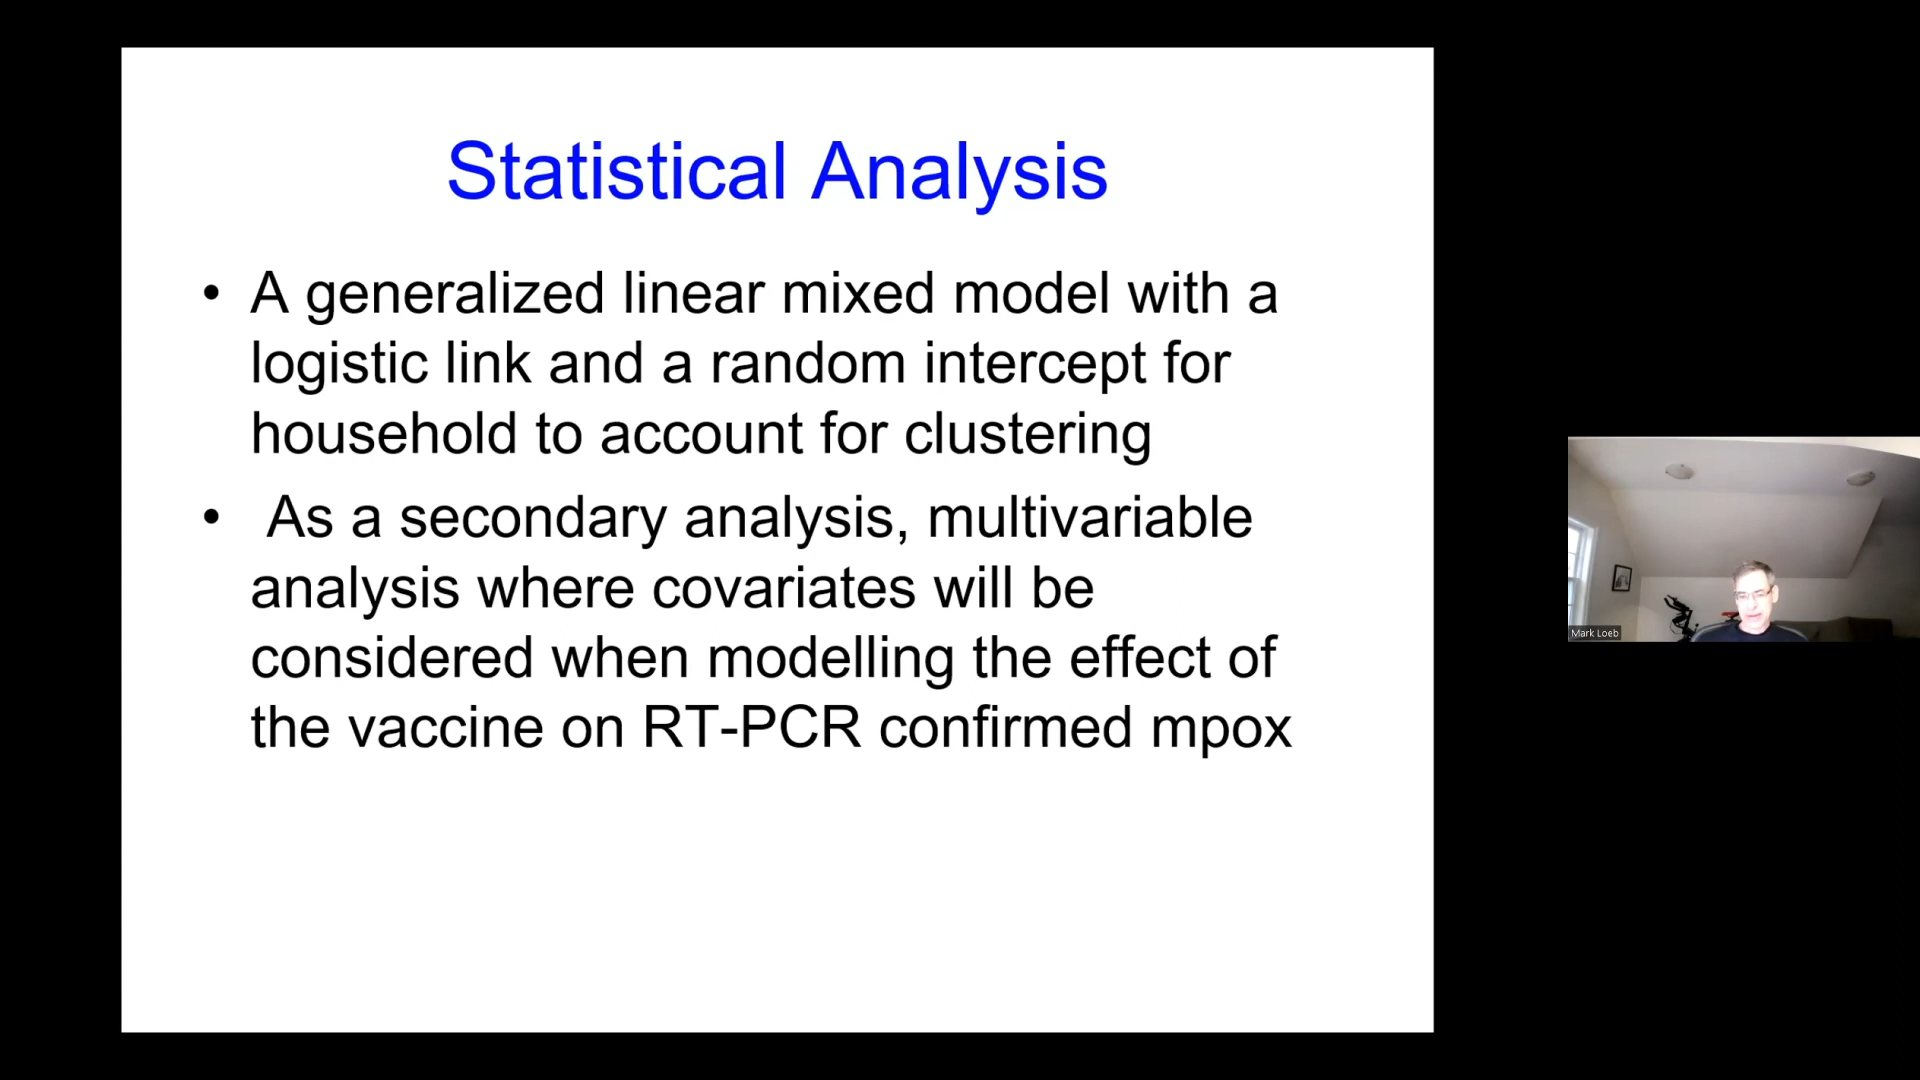 Statistical Analysis
• A generalized linear mixed model with a
logistic link and a random intercept for
household to account for clustering
• As a secondary analysis, multivariable
analysis where covariates will be
considered when modelling the effect of
the vaccine on RT-PCR confirmed mpox
Mark Loeb